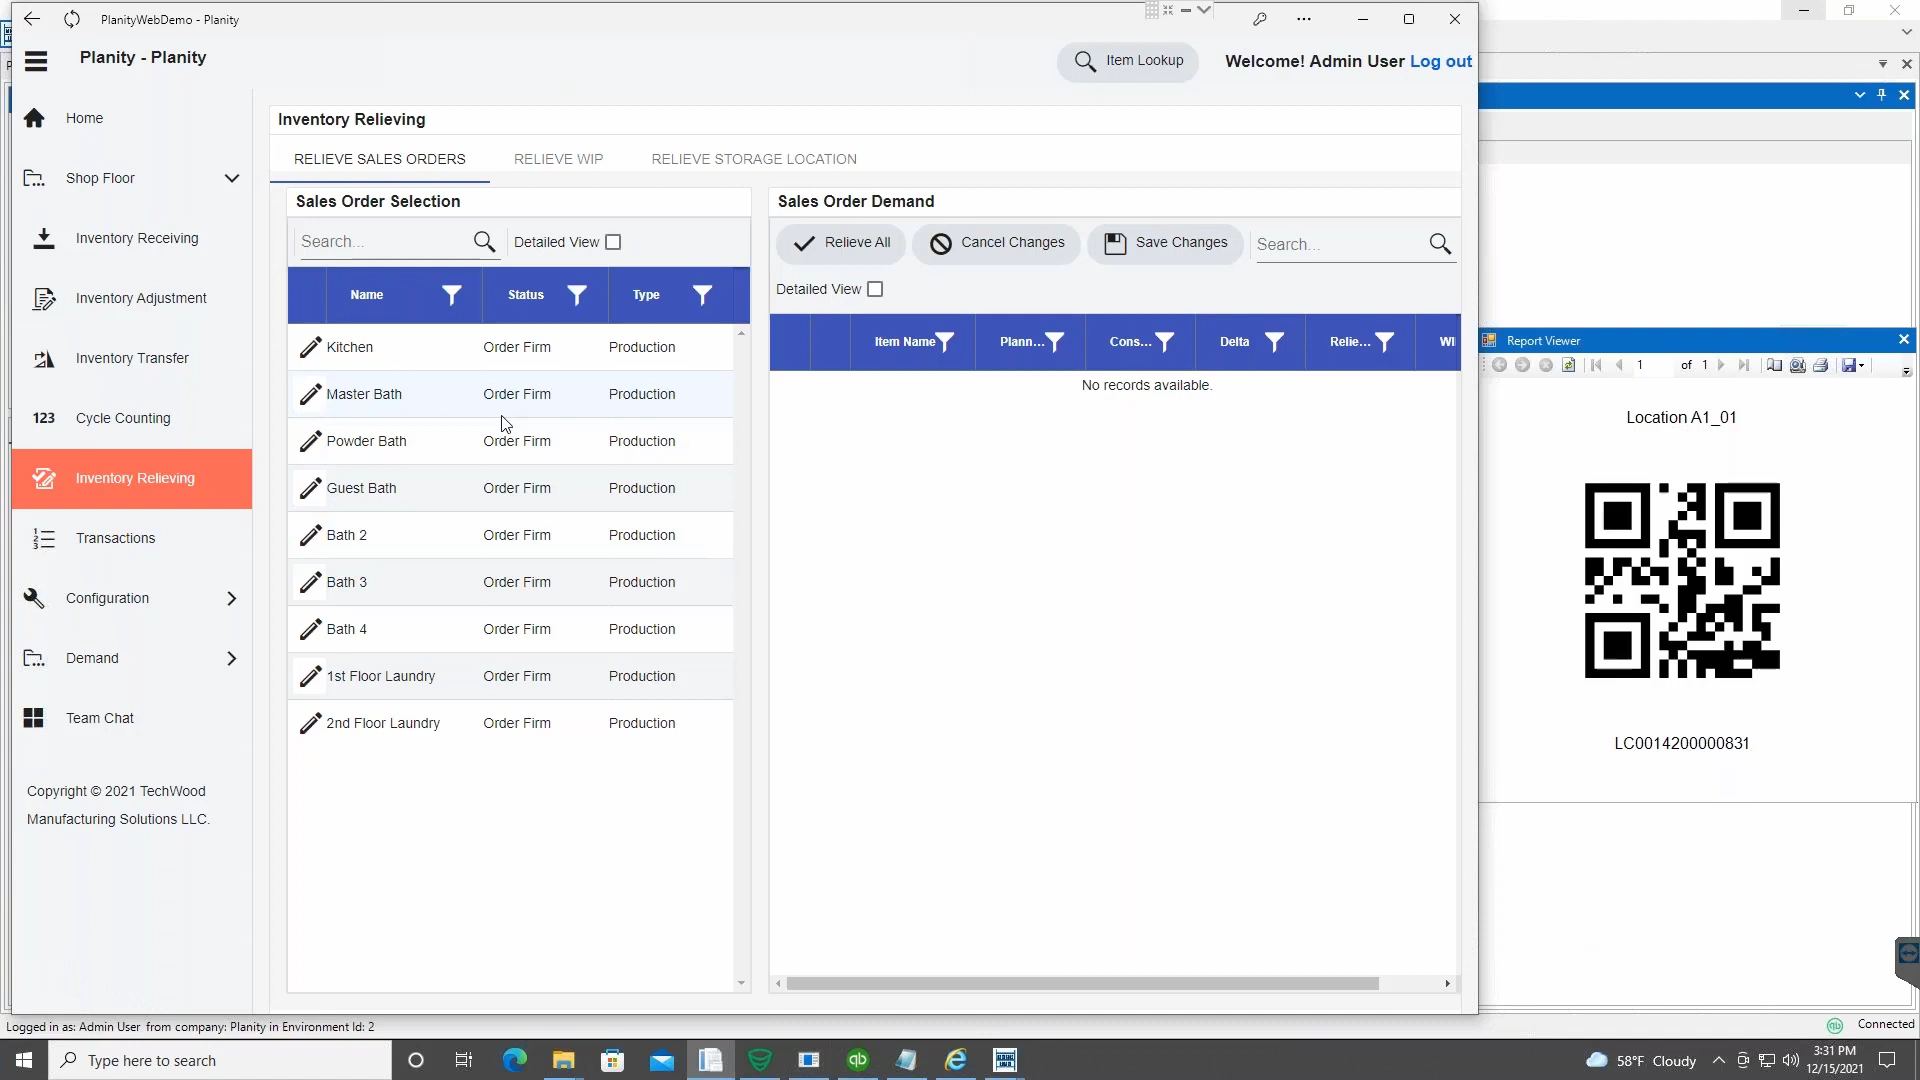 PlanityWebDemo - Planity
Planity - Planity
Item Lookup
Welcome! Admin User Log out
Home
Shop Floor
Inventory Receiving
Inventory Adjustment
Inventory Transfer
123 Cycle Counting
Inventory Relieving
Transactions
Configuration
Demand
Team Chat
Copyright © 2021 TechWood
Manufacturing Solutions LLC.
Inventory Relieving
RELIEVE SALES ORDERS RELIEVE WIP RELIEVE STORAGE LOCATION
Sales Order Selection
Search... Detailed View
Name Status Type
Kitchen Order Firm Production
Master Bath Order Firm Production
Powder Bath Order Firm Production
Guest Bath Order Firm Production
Bath 2 Order Firm Production
Bath 3 Order Firm Production
Bath 4 Order Firm Production
1st Floor Laundry Order Firm Production
2nd Floor Laundry Order Firm Production
Sales Order Demand
Relieve All Cancel Changes Save Changes Search...
Detailed View
Item Name Plann... Cons... Delta Relie... WI
No records available.
Report Viewer
1 of 1
Location A1_01
LC0014200000831
Logged in as: Admin User from company: Planity in Environment Id: 2
Connected
Type here to search
58°F Cloudy
3:31 PM
12/15/2021